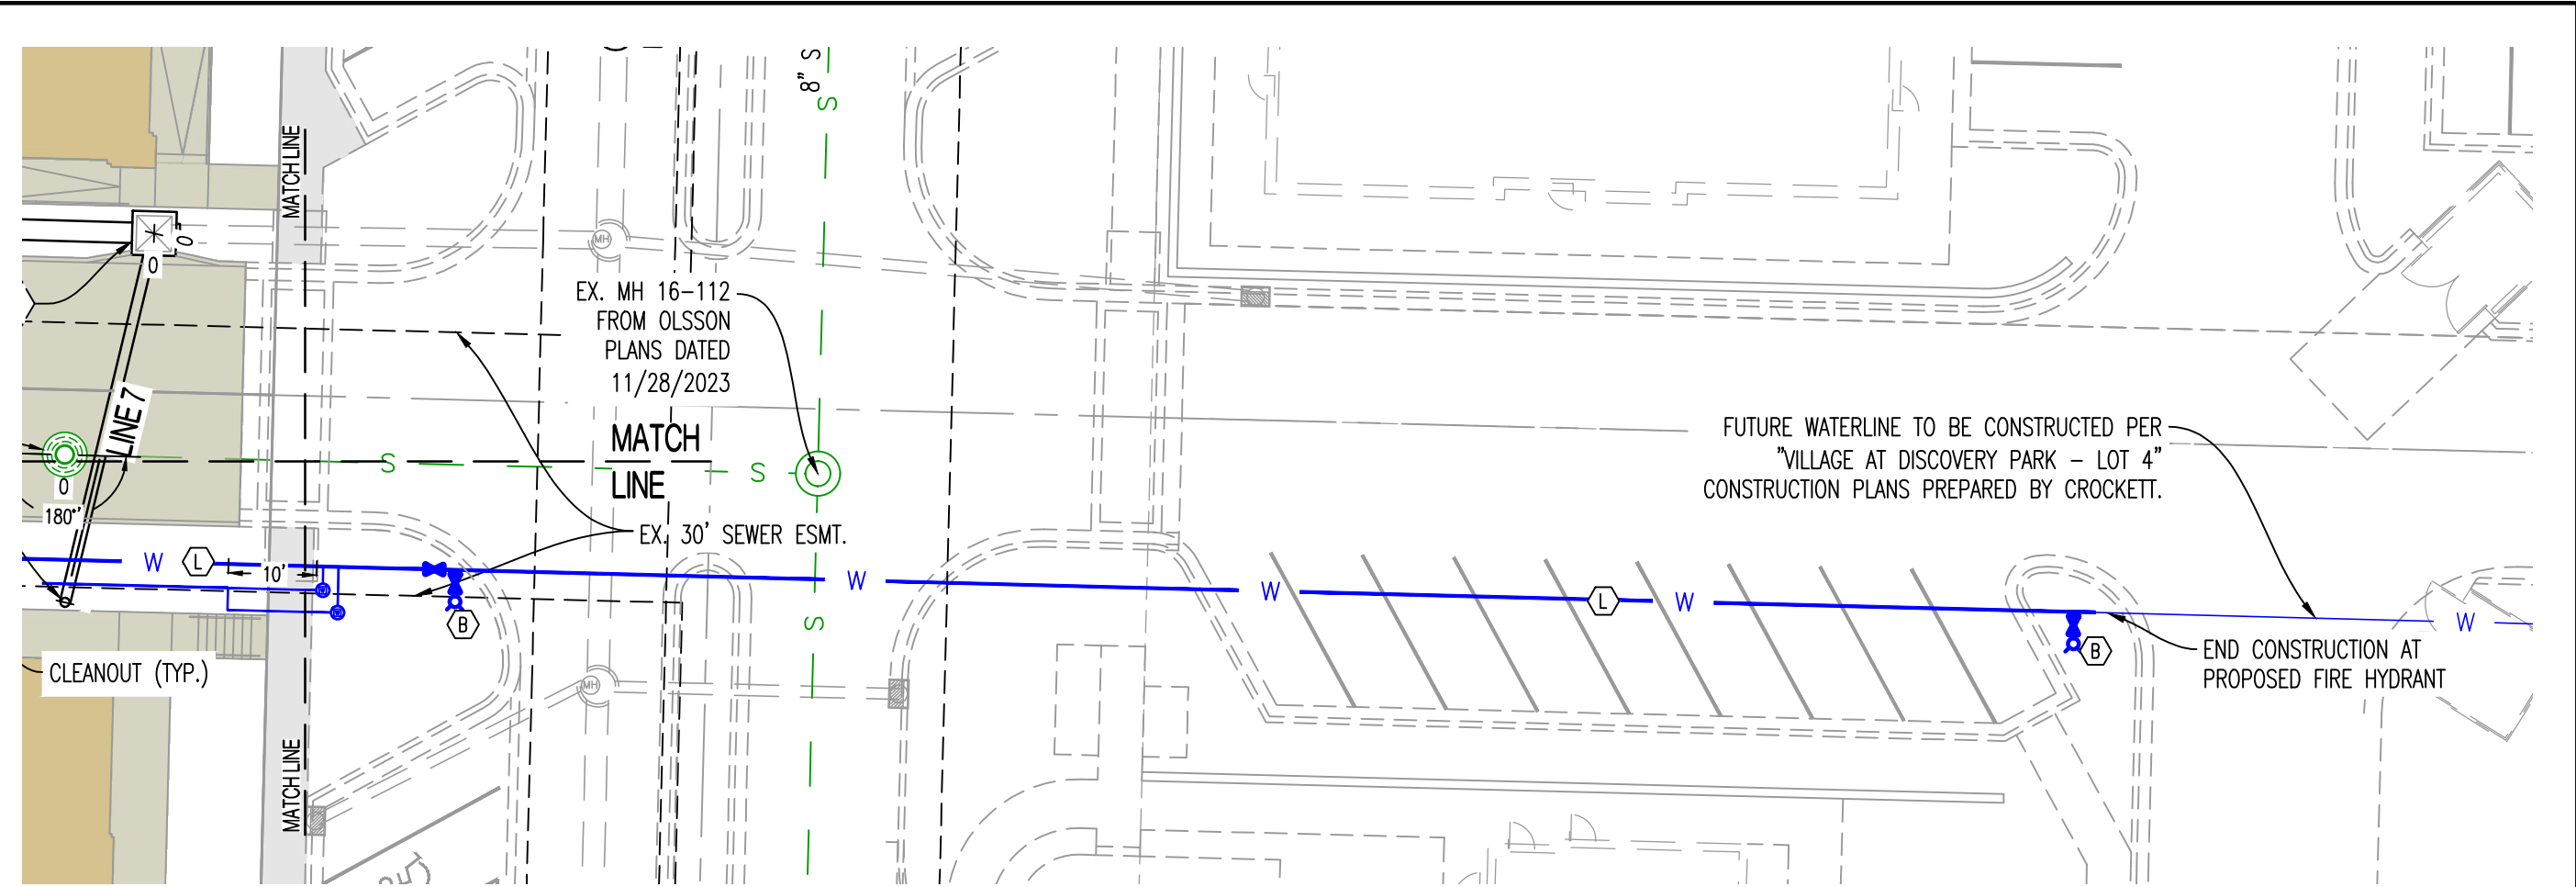 8" S
S
MATCH LINE
0"
0
MH
EX. MH 16-112
FROM OLSSON
PLANS DATED
11/28/2023
LINE 7
MATCH
LINE
S
S
0
180°'
FUTURE WATERLINE TO BE CONSTRUCTED PER
"VILLAGE AT DISCOVERY PARK - LOT 4"
CONSTRUCTION PLANS PREPARED BY CROCKETT.
EX. 30' SEWER ESMT.
W
L
10'
W
W
L
W
W
B
S
B
END CONSTRUCTION AT
PROPOSED FIRE HYDRANT
CLEANOUT (TYP.)
MH
MATCH LINE